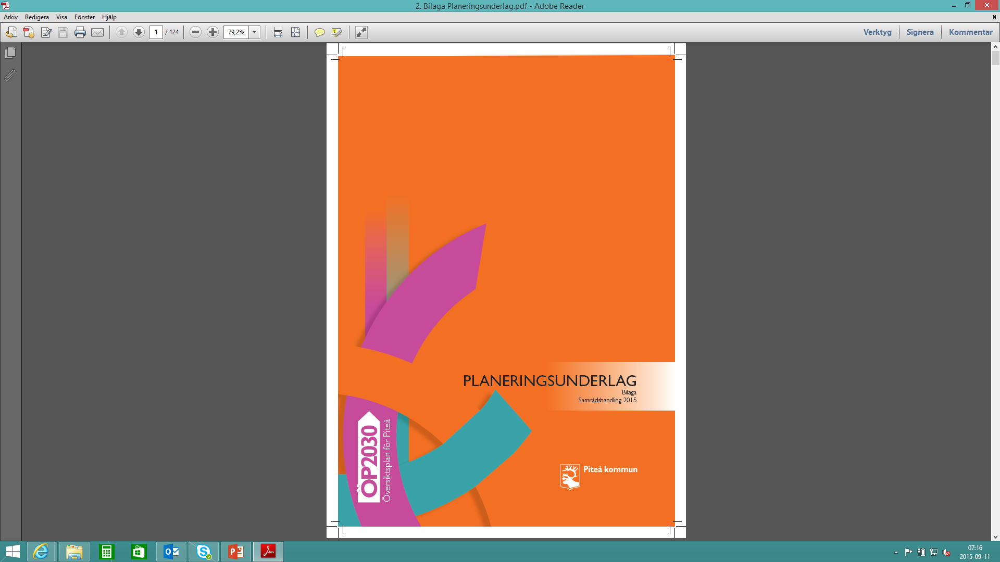 2. Bilaga Planeringsunderlag.pdf - Adobe Reader
Arkiv Redigera Visa Fönster Hjälp
1 / 124 79,2% Verktyg Signera Kommentar
PLANERINGSUNDERLAG
Bilaga
Samrådshandling 2015
ÖP2030
Översiktsplan för Piteå
Piteå kommun
07:16
2015-09-11